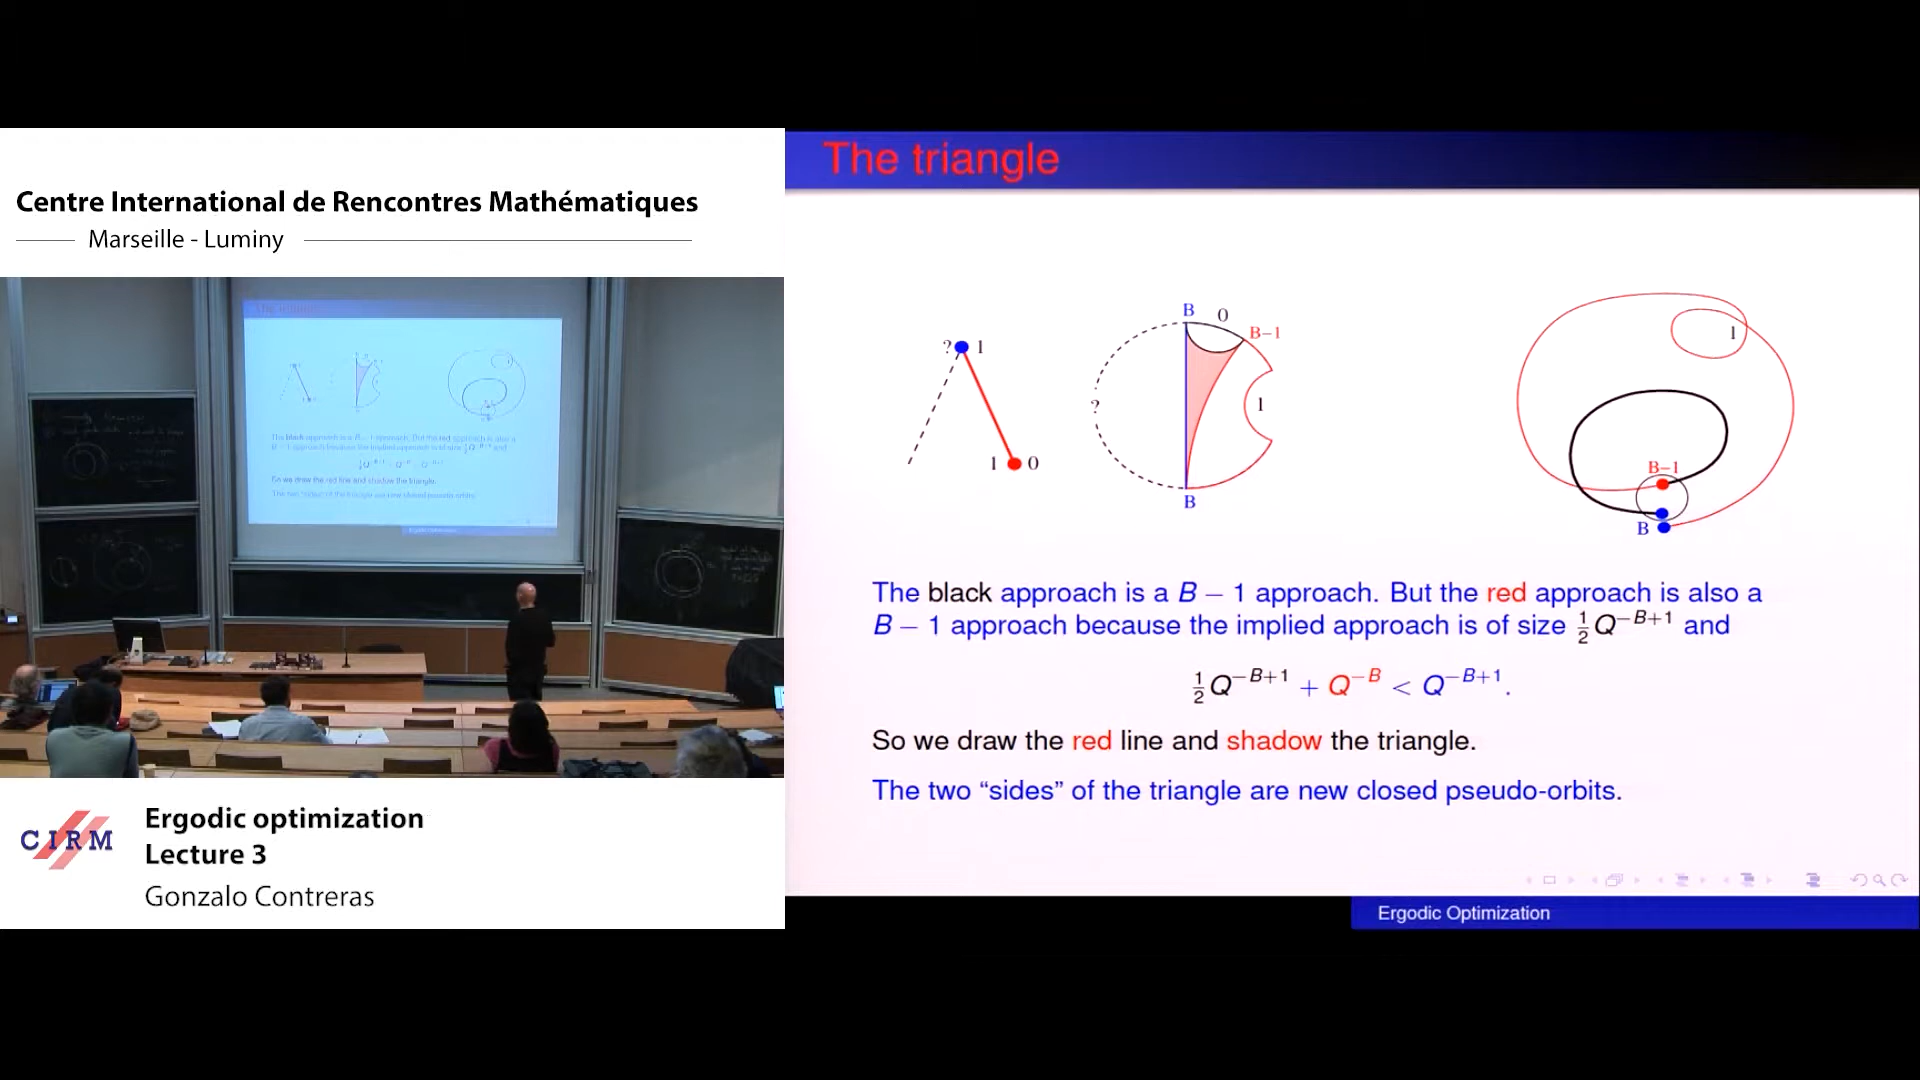 Centre International de Rencontres Mathématiques
Marseille - Luminy
CIRM
Ergodic optimization
Lecture 3
Gonzalo Contreras
The triangle
? 1
1 0
B 0
B−1
?
1
B
1
B−1
B
The black approach is a B − 1 approach. But the red approach is also a
B − 1 approach because the implied approach is of size ½Q^{−B+1} and
½Q^{−B+1} + Q^{−B} < Q^{−B+1}.
So we draw the red line and shadow the triangle.
The two “sides” of the triangle are new closed pseudo-orbits.
Ergodic Optimization